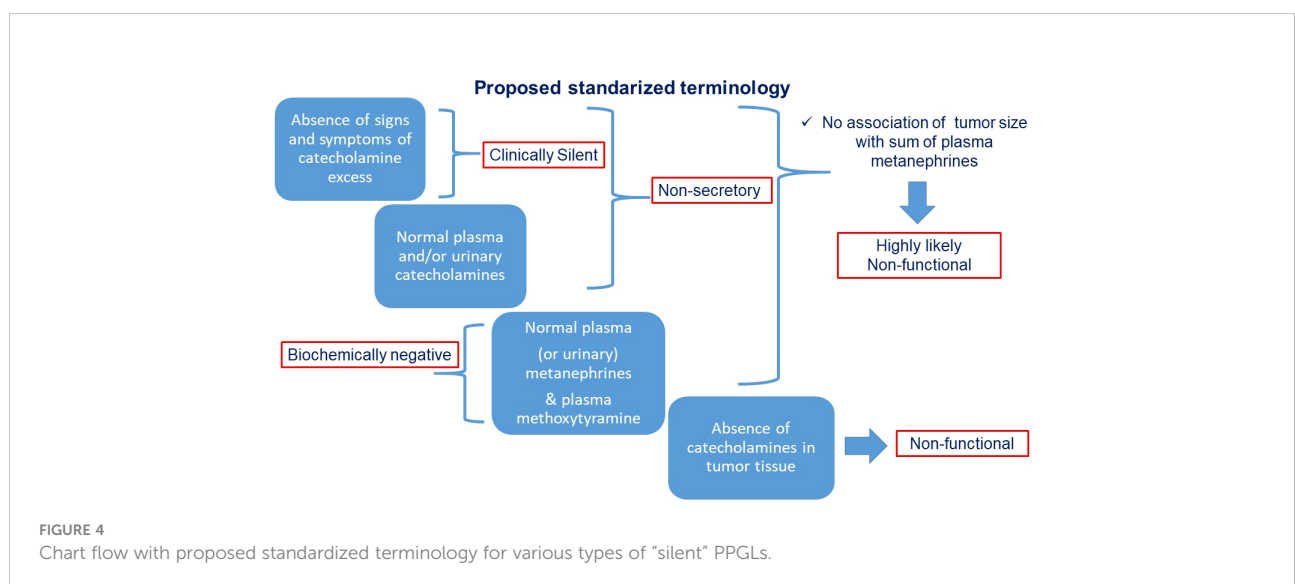 Proposed standarized terminology
Absence of signs
and symptoms of
catecholamine
excess
Clinically Silent
Normal plasma
and/or urinary
catecholamines
Non-secretory
✓ No association of tumor size
with sum of plasma
metanephrines
Highly likely
Non-functional
Biochemically negative
Normal plasma
(or urinary)
metanephrines
& plasma
methoxytyramine
Absence of
catecholamines in
tumor tissue
Non-functional
FIGURE 4
Chart flow with proposed standardized terminology for various types of “silent” PPGLs.